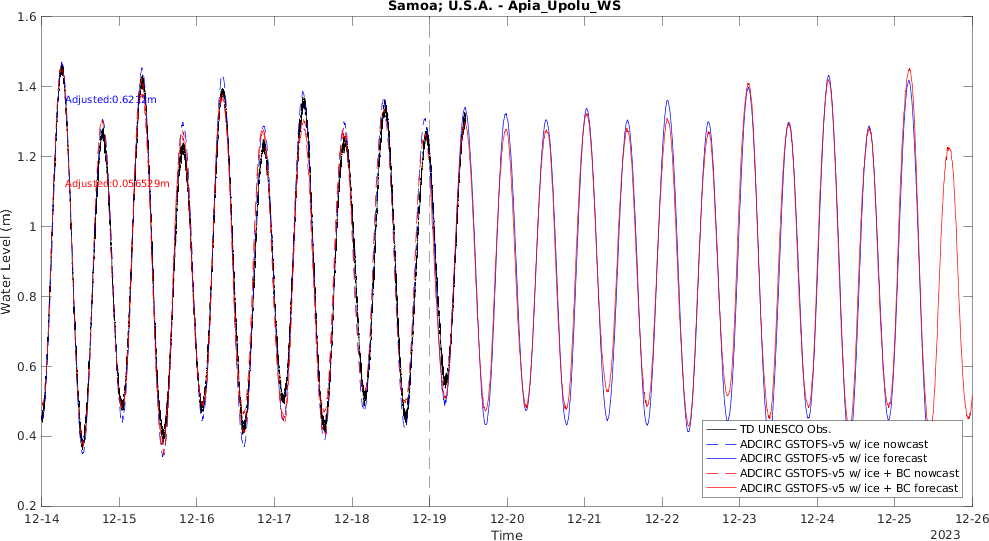 Samoa; U.S.A. - Apia_Upolu_WS
1.6
1.4
1.2
1
0.8
0.6
0.4
0.2
Water Level (m)
Adjusted:0.056529m
TD UNESCO Obs.
ADCIRC GSTOFS-v5 w/ ice nowcast
ADCIRC GSTOFS-v5 w/ ice forecast
ADCIRC GSTOFS-v5 w/ ice + BC nowcast
ADCIRC GSTOFS-v5 w/ ice + BC forecast
12-14 12-15 12-16 12-17 12-18 12-19 12-20 12-21 12-22 12-23 12-24 12-25 12-26
Time
2023